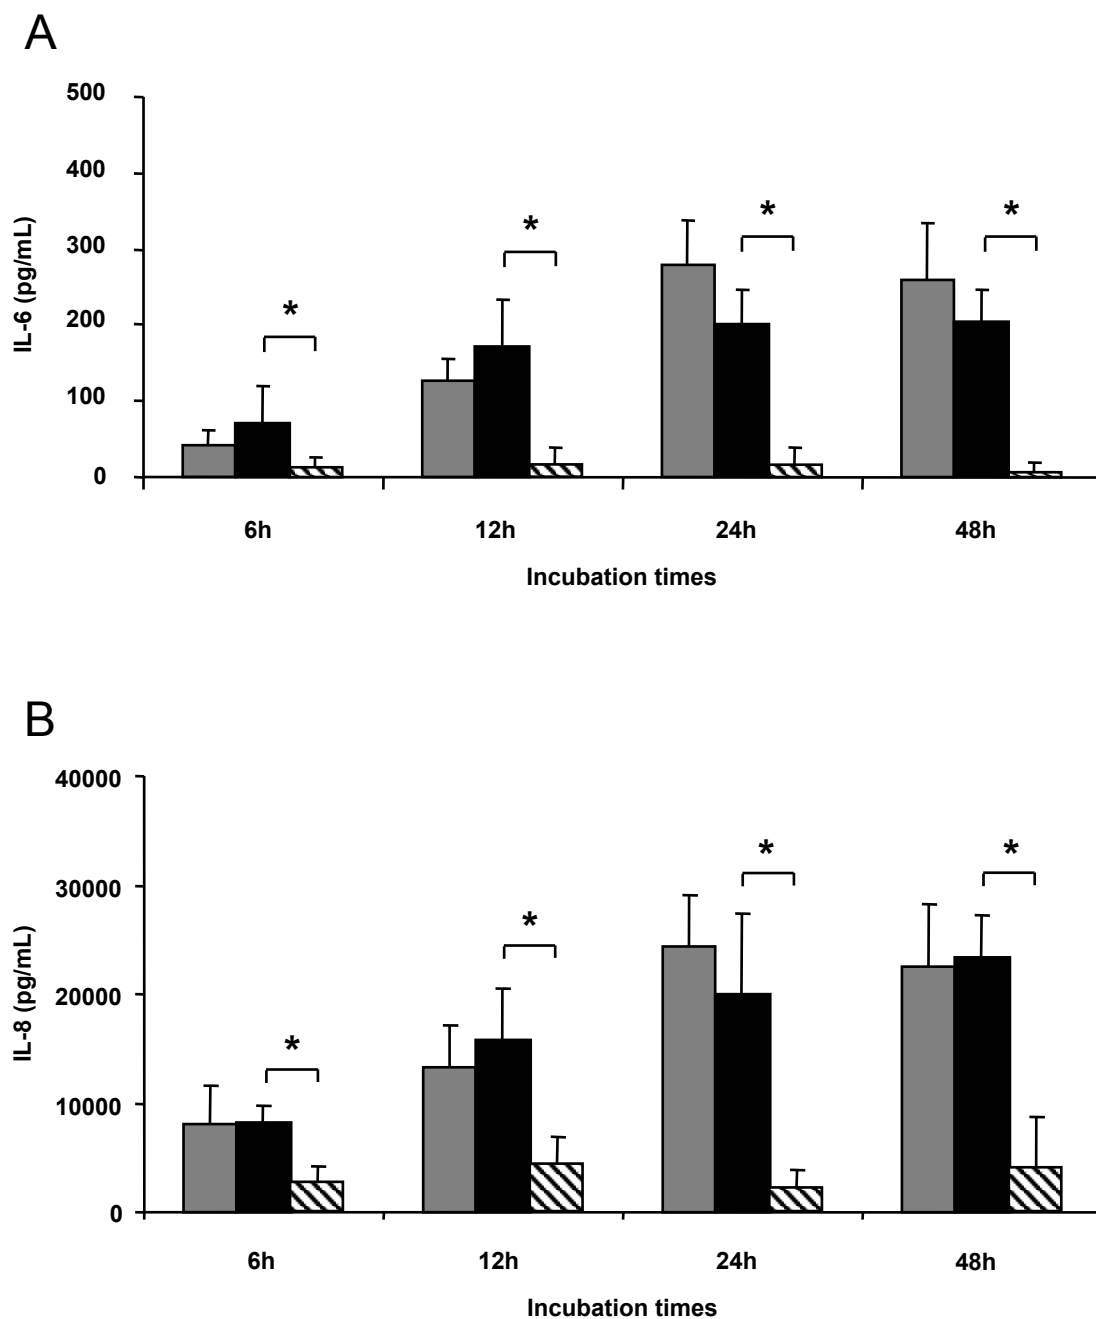 A
500
400
300
200
100
0
IL-6 (pg/mL)
*
*
*
*
6h 12h 24h 48h
Incubation times
B
40000
30000
20000
10000
0
IL-8 (pg/mL)
*
*
*
*
6h 12h 24h 48h
Incubation times